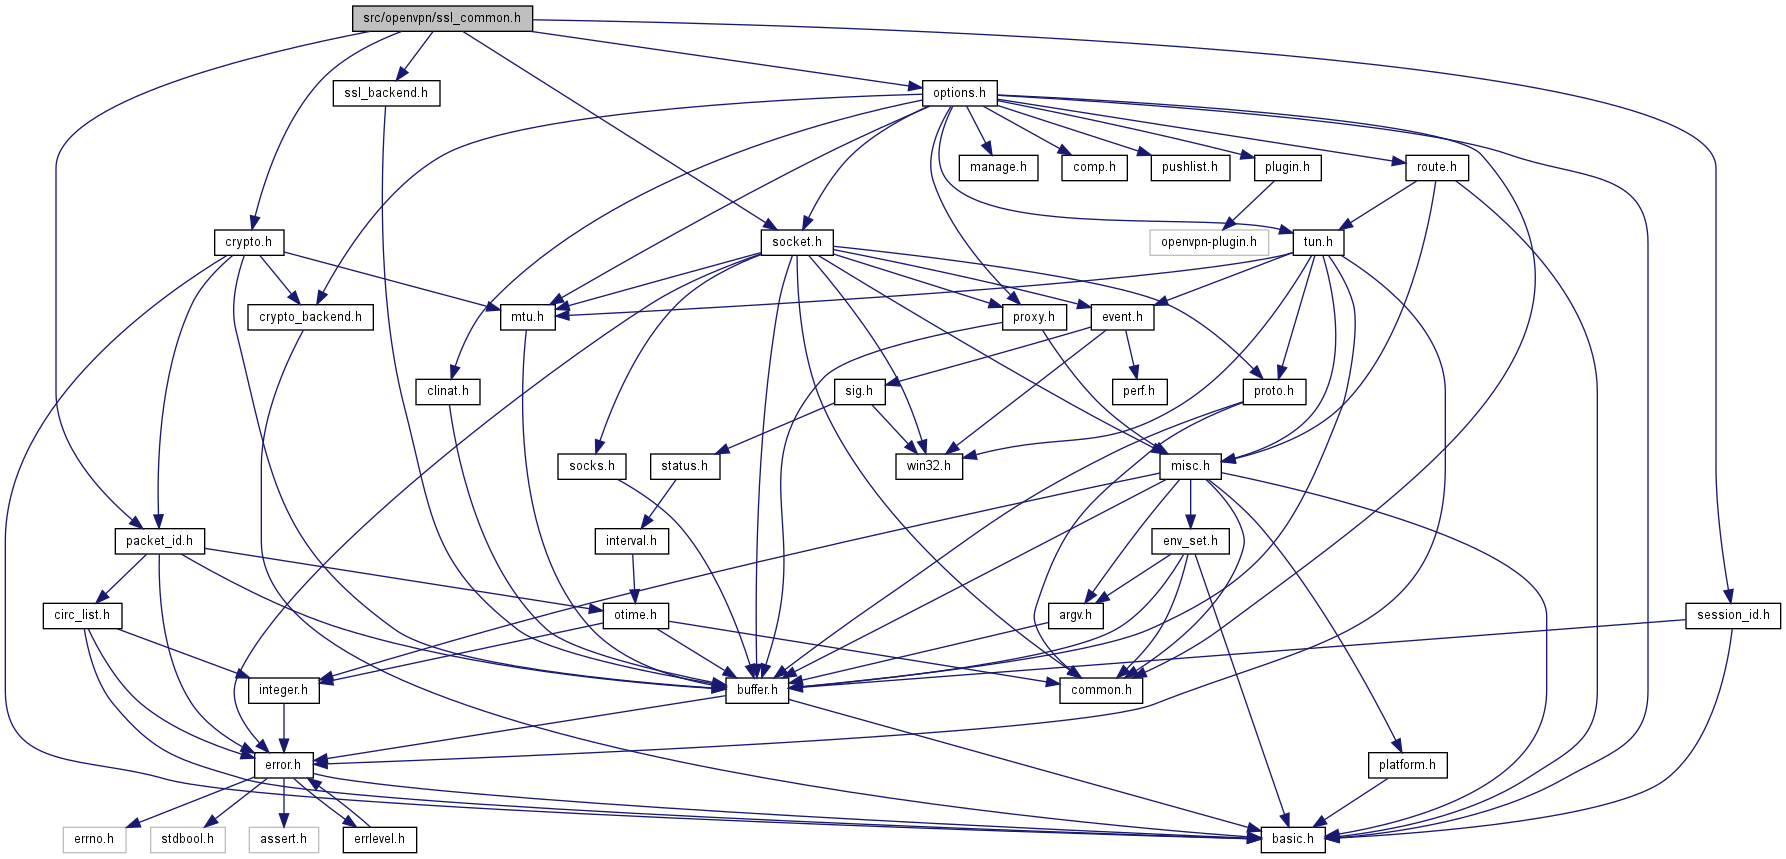 src/openvpn/ssl_common.h
ssl_backend.h
options.h
manage.h
comp.h
pushlist.h
plugin.h
route.h
crypto.h
socket.h
openvpn-plugin.h
tun.h
crypto_backend.h
mtu.h
proxy.h
event.h
clinat.h
sig.h
perf.h
proto.h
socks.h
status.h
win32.h
misc.h
packet_id.h
interval.h
env_set.h
circ_list.h
otime.h
argv.h
session_id.h
integer.h
buffer.h
common.h
error.h
platform.h
errno.h
stdbool.h
assert.h
errlevel.h
basic.h